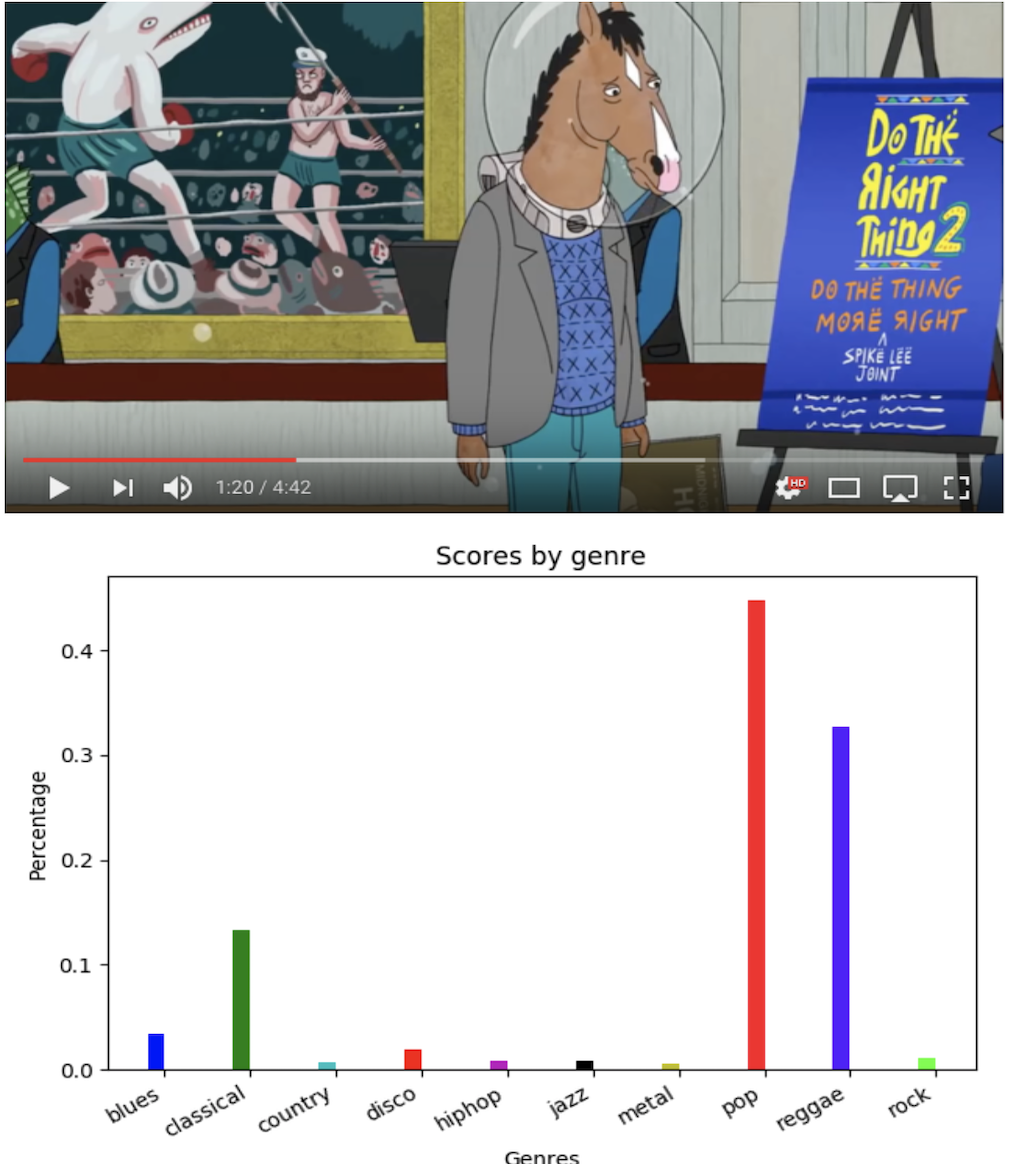 DO THË
RiGHT
Thing 2
DO THË THING
MORË RIGHT
^
SPIKË LËË
JOINT
1:20 / 4:42
HD
Scores by genre
Percentage
0.4
0.3
0.2
0.1
0.0
blues classical country disco hiphop jazz metal pop reggae rock
Genres